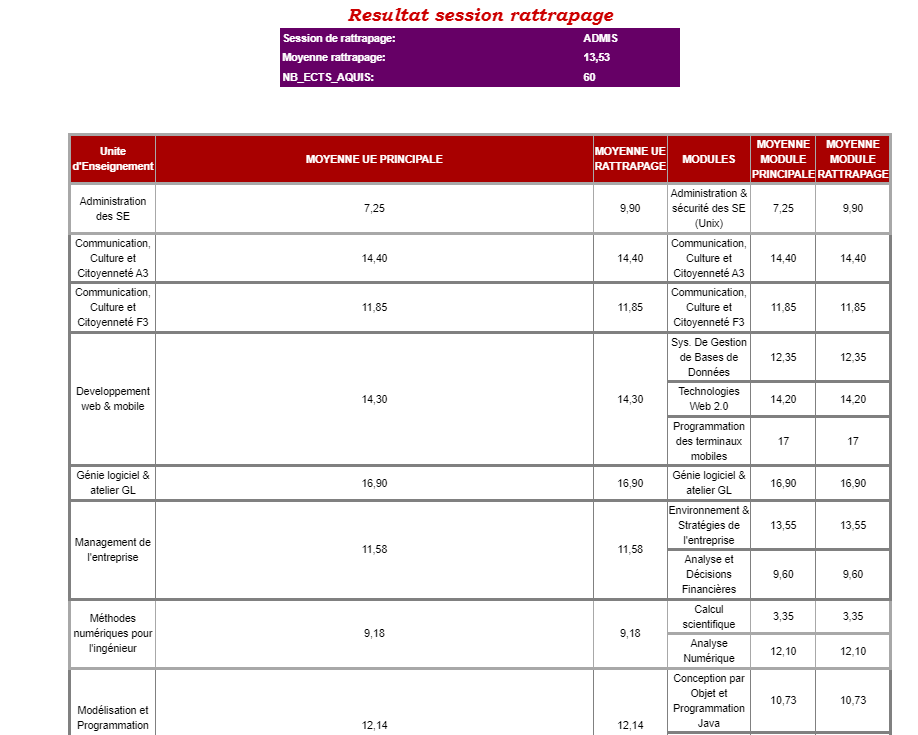 Resultat session rattrapage
Session de rattrapage: ADMIS
Moyenne rattrapage: 13,53
NB_ECTS_AQUIS: 60
Unite
d'Enseignement
MOYENNE UE PRINCIPALE
MOYENNE UE
RATTRAPAGE
MODULES
MOYENNE
MODULE
PRINCIPALE
MOYENNE
MODULE
RATTRAPAGE
Administration
des SE
7,25
9,90
Administration &
sécurité des SE
(Unix)
7,25
9,90
Communication,
Culture et
Citoyenneté A3
14,40
14,40
Communication,
Culture et
Citoyenneté A3
14,40
14,40
Communication,
Culture et
Citoyenneté F3
11,85
11,85
Communication,
Culture et
Citoyenneté F3
11,85
11,85
Developpement
web & mobile
14,30
14,30
Sys. De Gestion
de Bases de
Données
12,35
12,35
Technologies
Web 2.0
14,20
14,20
Programmation
des terminaux
mobiles
17
17
Génie logiciel &
atelier GL
16,90
16,90
Génie logiciel &
atelier GL
16,90
16,90
Management de
l'entreprise
11,58
11,58
Environnement &
Stratégies de
l'entreprise
13,55
13,55
Analyse et
Décisions
Financières
9,60
9,60
Méthodes
numériques pour
l'ingénieur
9,18
9,18
Calcul
scientifique
3,35
3,35
Analyse
Numérique
12,10
12,10
Modélisation et
Programmation
12,14
12,14
Conception par
Objet et
Programmation
Java
10,73
10,73